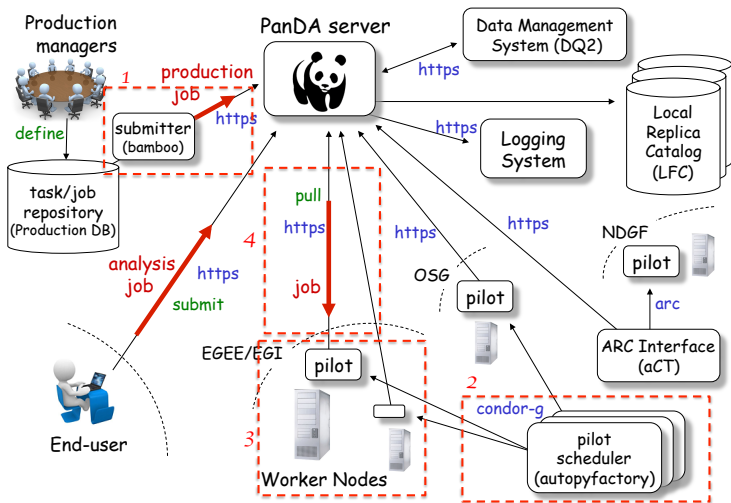 Production
managers
PanDA server
Data Management
System (DQ2)
1
production
job
https
https
define
submitter
(bamboo)
https
Logging
System
Local
Replica
Catalog
(LFC)
task/job
repository
(Production DB)
pull
https
4
https
https
NDGF
pilot
analysis
job
https
submit
job
OSG
pilot
arc
EGEE/EGI
pilot
ARC Interface
(aCT)
2
condor-g
3
End-user
Worker Nodes
pilot
scheduler
(autopyfactory)